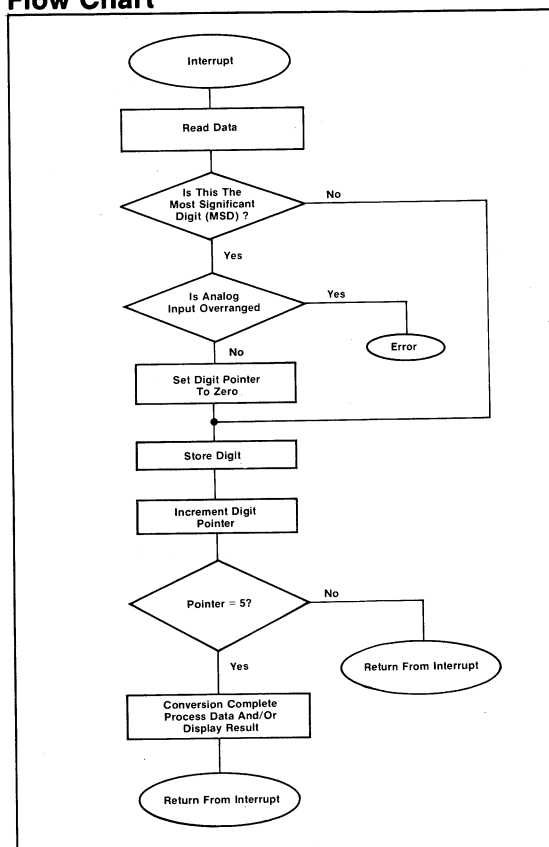 Flow Chart
Interrupt
Read Data
Is This The
Most Significant
Digit (MSD) ?
No
Yes
Is Analog
Input Overranged
Yes
Error
No
Set Digit Pointer
To Zero
Store Digit
Increment Digit
Pointer
Pointer = 5?
No
Return From Interrupt
Yes
Conversion Complete
Process Data And/Or
Display Result
Return From Interrupt